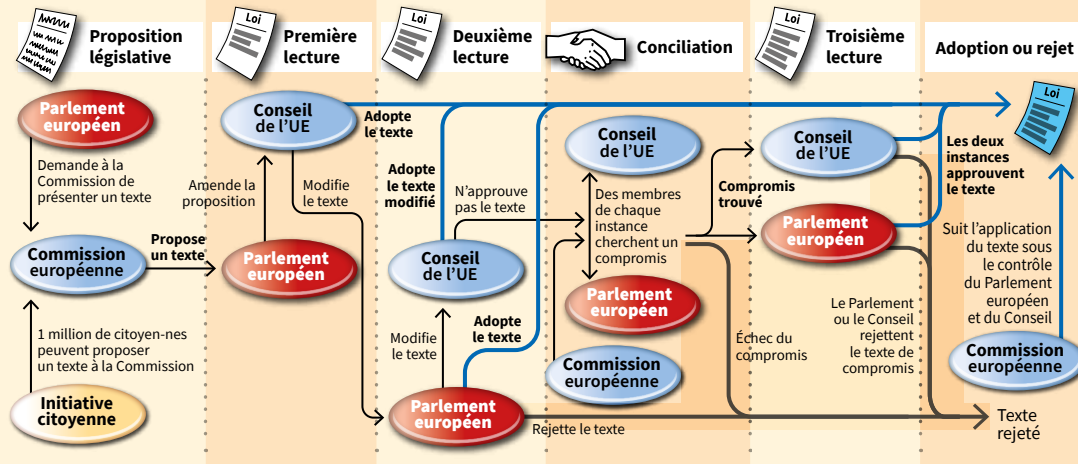 Proposition
législative
Loi
Première
lecture
Loi
Deuxième
lecture
Conciliation
Loi
Troisième
lecture
Adoption ou rejet
Parlement
européen
Demande à la
Commission de
présenter un texte
Commission
européenne
Propose
un texte
1 million de citoyen-nes
peuvent proposer
un texte à la Commission
Initiative
citoyenne
Conseil
de l'UE
Adopte
le texte
Amende la
proposition
Modifie
le texte
Parlement
européen
Adopte
le texte
modifié
N'approuve
pas le texte
Conseil
de l'UE
Modifie
le texte
Adopte
le texte
Parlement
européen
Rejette le texte
Conseil
de l'UE
Des membres
de chaque
instance
cherchent un
compromis
Parlement
européen
Commission
européenne
Compromis
trouvé
Échec du
compromis
Conseil
de l'UE
Parlement
européen
Le Parlement
ou le Conseil
rejettent
le texte de
compromis
Loi
Les deux
instances
approuvent
le texte
Suit l'application
du texte sous
le contrôle
du Parlement
européen
et du Conseil
Commission
européenne
Texte
rejeté